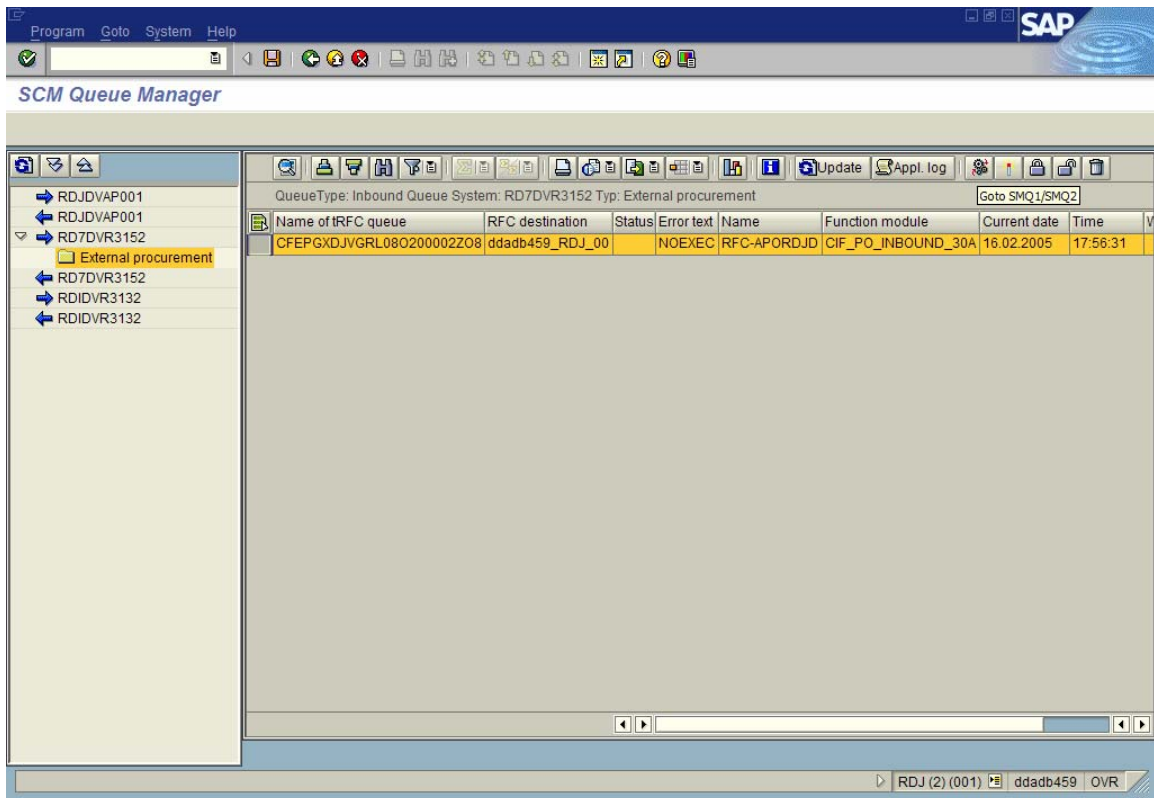 Program Goto System Help
SAP
SCM Queue Manager
Update Appl. log
RDJDVAP001
RDJDVAP001
RD7DVR3152
External procurement
RD7DVR3152
RDIDVR3132
RDIDVR3132
QueueType: Inbound Queue System: RD7DVR3152 Typ: External procurement
Goto SMQ1/SMQ2
Name of tRFC queue RFC destination Status Error text Name Function module Current date Time
CFEPGXDJVGRL08O200002ZO8 ddadb459_RDJ_00 NOEXEC RFC-APORDJD CIF_PO_INBOUND_30A 16.02.2005 17:56:31
RDJ (2) (001) ddadb459 OVR